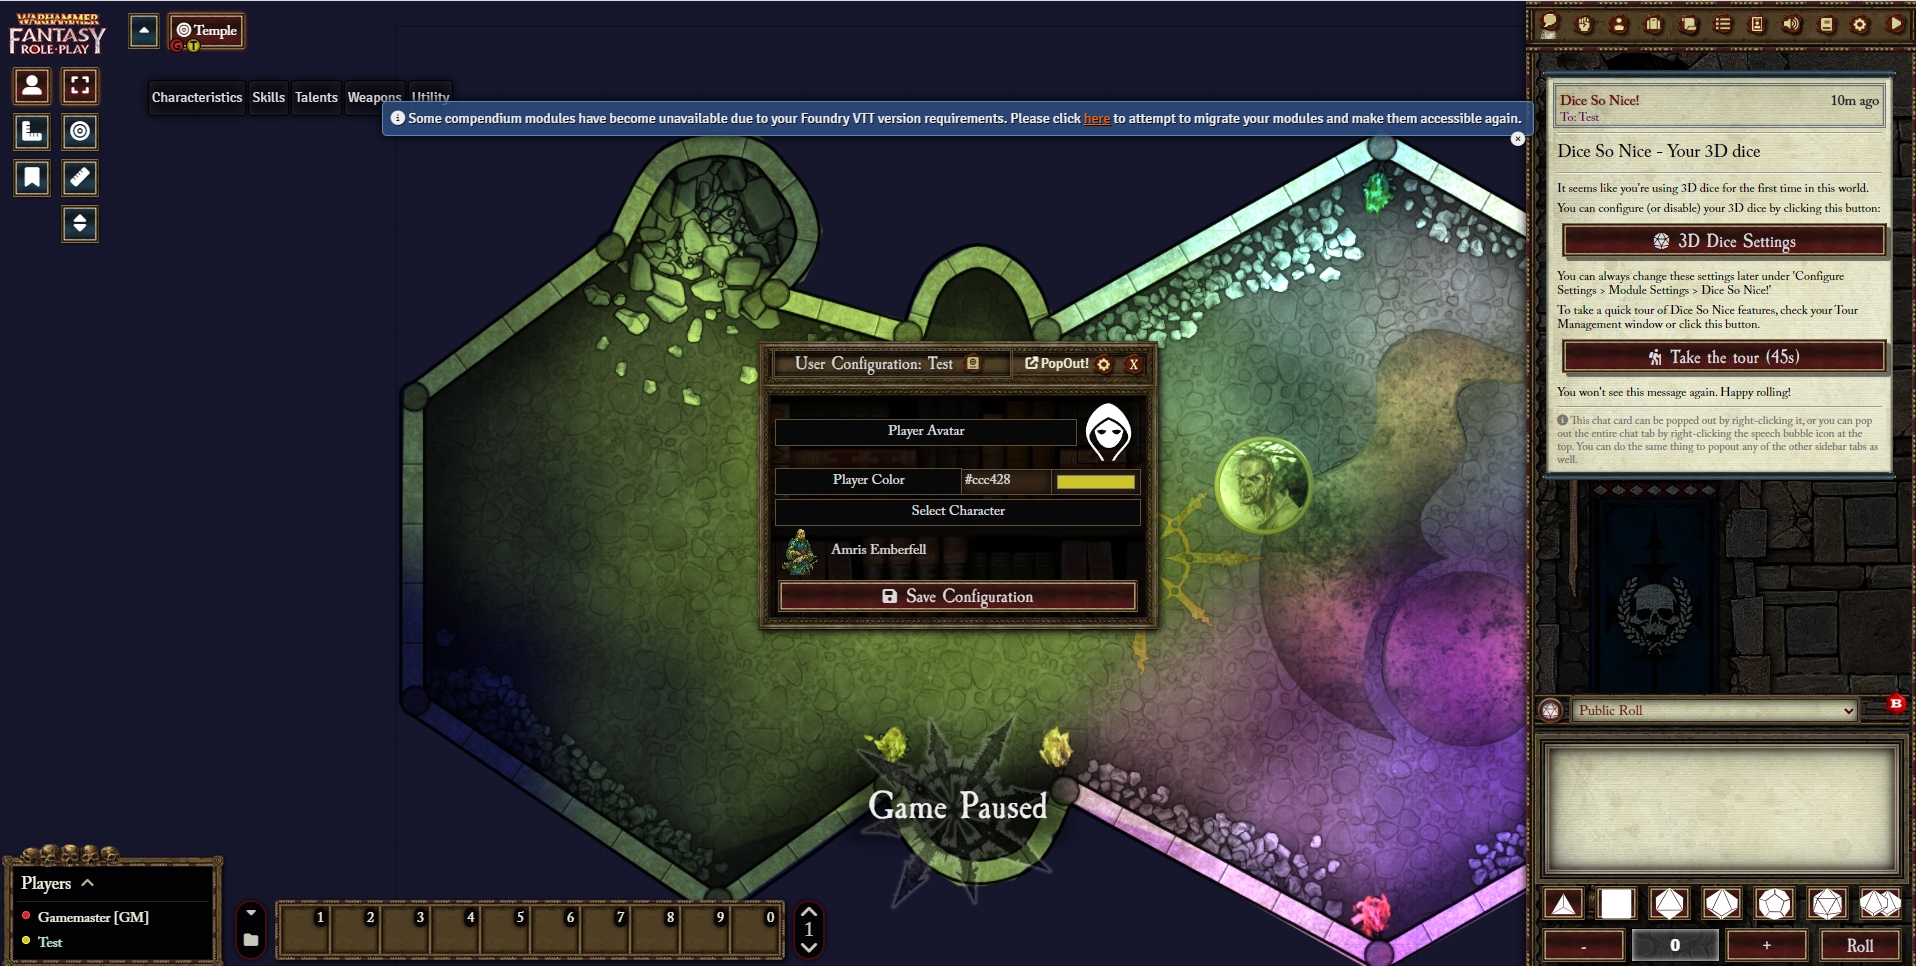 WARHAMMER
FANTASY
ROLE·PLAY
Temple
G T
Characteristics Skills Talents Weapons Utility
Some compendium modules have become unavailable due to your Foundry VTT version requirements. Please click here to attempt to migrate your modules and make them accessible again.
User Configuration: Test
PopOut!
X
Player Avatar
Player Color
#ccc428
Select Character
Amris Emberfell
Save Configuration
Game Paused
Players
Gamemaster [GM]
Test
1 2 3 4 5 6 7 8 9 0
1
Dice So Nice!
10m ago
To: Test
Dice So Nice - Your 3D dice
It seems like you're using 3D dice for the first time in this world.
You can configure (or disable) your 3D dice by clicking this button:
3D Dice Settings
You can always change these settings later under 'Configure
Settings > Module Settings > Dice So Nice!'
To take a quick tour of Dice So Nice features, check your Tour
Management window or click this button.
Take the tour (45s)
You won't see this message again. Happy rolling!
This chat card can be popped out by right-clicking it, or you can pop
out the entire chat tab by right-clicking the speech bubble icon at the
top. You can do the same thing to popout any of the other sidebar tabs as
well.
Public Roll
B
- 0 + Roll